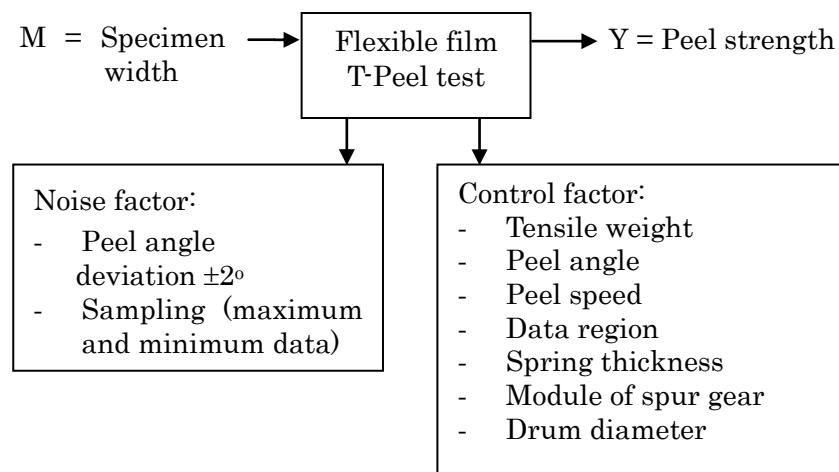 M = Specimen
width
Flexible film
T-Peel test
Y = Peel strength
Noise factor:
- Peel angle
deviation ±2º
- Sampling (maximum
and minimum data)
Control factor:
- Tensile weight
- Peel angle
- Peel speed
- Data region
- Spring thickness
- Module of spur gear
- Drum diameter